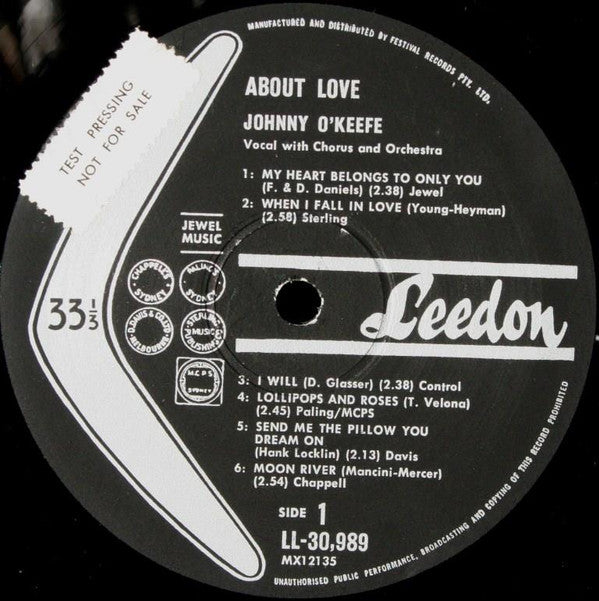 MANUFACTURED AND DISTRIBUTED BY FESTIVAL RECORDS PTY. LTD.
TEST PRESSING
NOT FOR SALE
ABOUT LOVE
JOHNNY O'KEEFE
Vocal with Chorus and Orchestra
1: MY HEART BELONGS TO ONLY YOU
(F. & D. Daniels) (2.38) Jewel
2: WHEN I FALL IN LOVE (Young-Heyman)
(2.58) Sterling
JEWEL
MUSIC
CHAPPELL'S
SYDNEY
PALING'S
SYDNEY
D. DAVIS & CO. LTD.
MELBOURNE
STERLING
MUSIC
PUBLISHING
MCPS
SYDNEY
33 1/3
Leedon
3: I WILL (D. Glasser) (2.38) Control
4: LOLLIPOPS AND ROSES (T. Velona)
(2.45) Paling/MCPS
5: SEND ME THE PILLOW YOU
DREAM ON
(Hank Locklin) (2.13) Davis
6: MOON RIVER (Mancini-Mercer)
(2.54) Chappell
SIDE 1
LL-30,989
MX12135
UNAUTHORISED PUBLIC PERFORMANCE, BROADCASTING AND COPYING OF THIS RECORD PROHIBITED